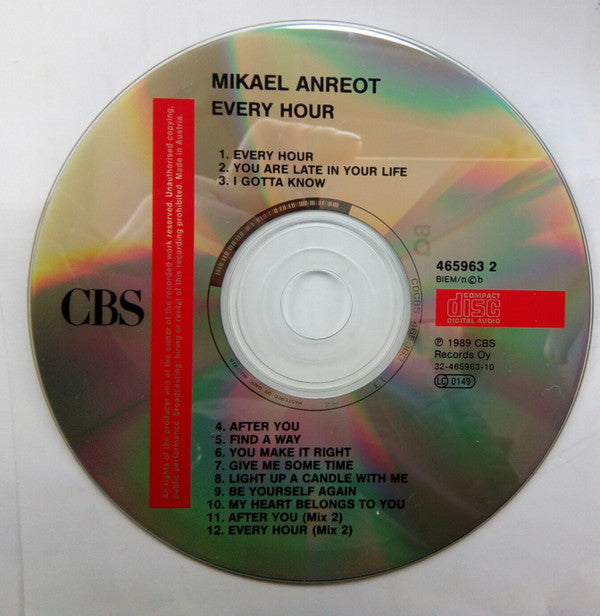 MIKAEL ANREOT
EVERY HOUR
1. EVERY HOUR
2. YOU ARE LATE IN YOUR LIFE
3. I GOTTA KNOW
All rights of the producer and of the owner of the recorded work reserved. Unauthorised copying,
public performance, broadcasting, hiring or rental of this recording prohibited. Made in Austria.
CBS
465963 2
BIEM/n©b
COMPACT
disc
DIGITAL AUDIO
℗ 1989 CBS
Records Oy
32-465963-10
LC 0149
4. AFTER YOU
5. FIND A WAY
6. YOU MAKE IT RIGHT
7. GIVE ME SOME TIME
8. LIGHT UP A CANDLE WITH ME
9. BE YOURSELF AGAIN
10. MY HEART BELONGS TO YOU
11. AFTER YOU (Mix 2)
12. EVERY HOUR (Mix 2)